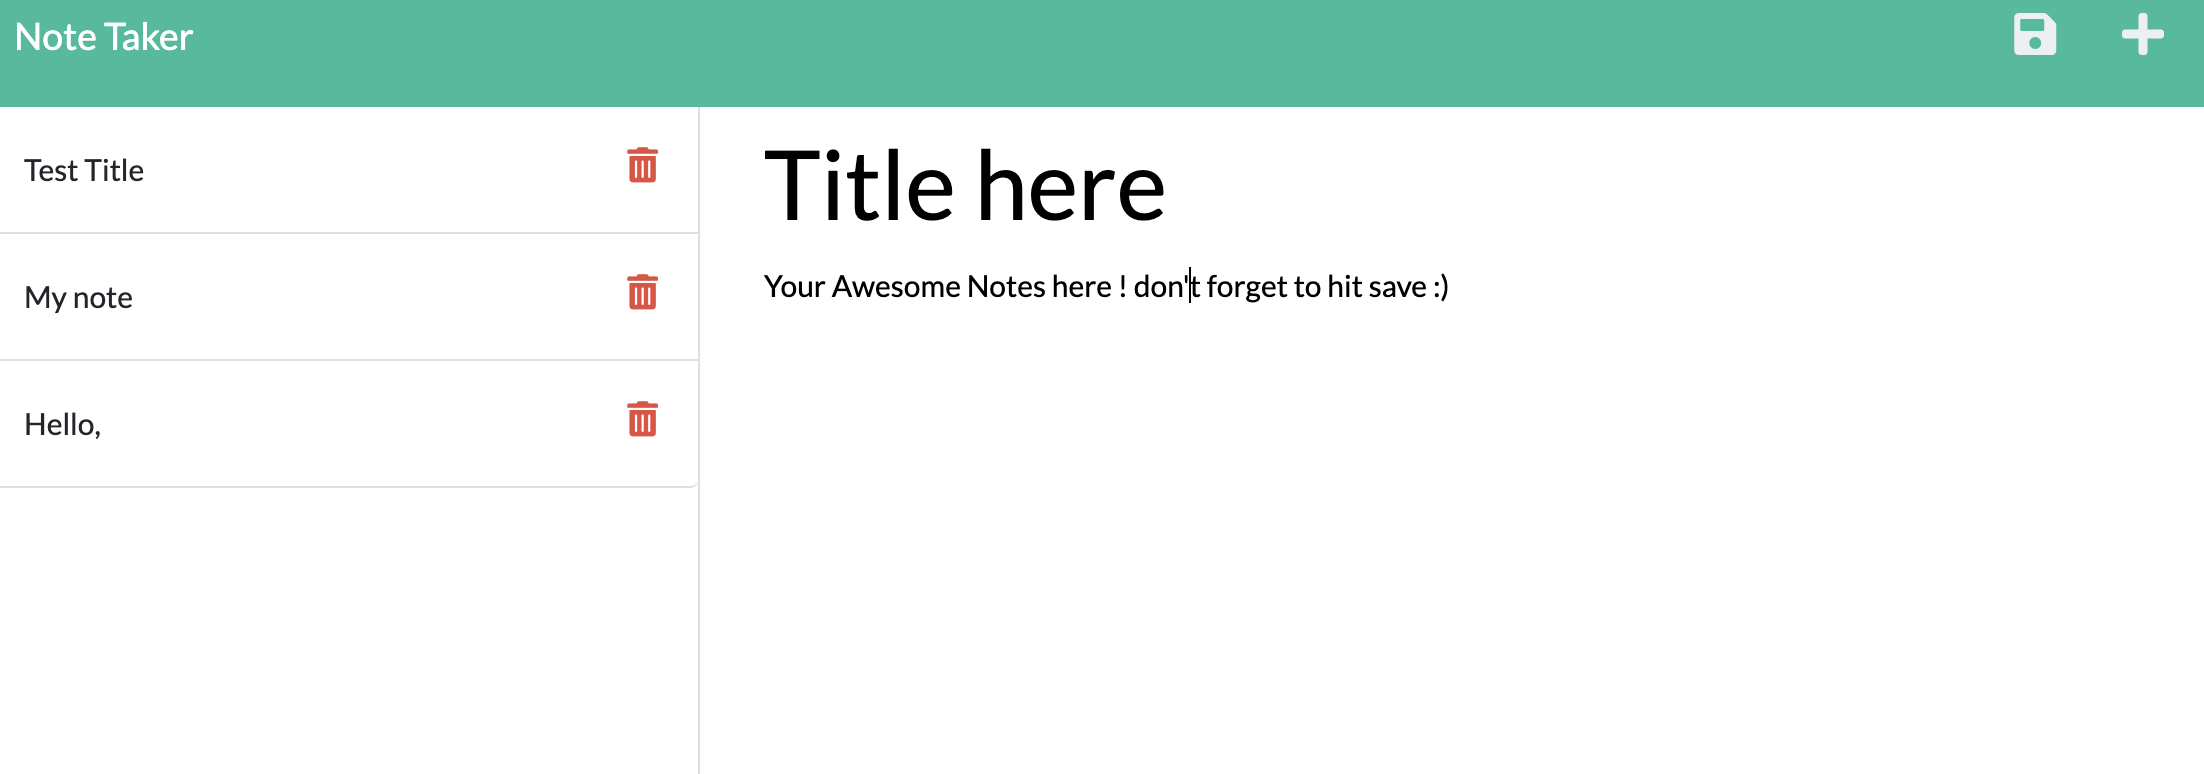 Note Taker
Test Title
My note
Hello,
Title here
Your Awesome Notes here ! don't forget to hit save :)